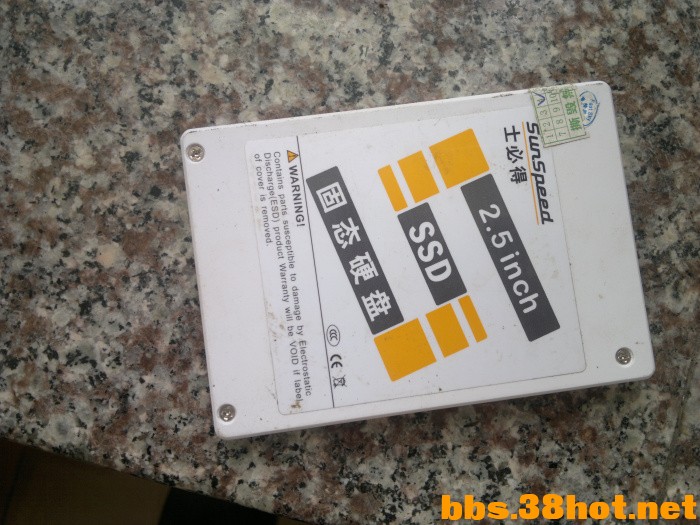 SunSpeed
士必得
2.5 inch
SSD
固态硬盘
WARNING!
Contains parts susceptible to damage by Electrostatic
Discharge(ESD) product Warranty will be VOID if label
of cover is removed.
bbs.38hot.net